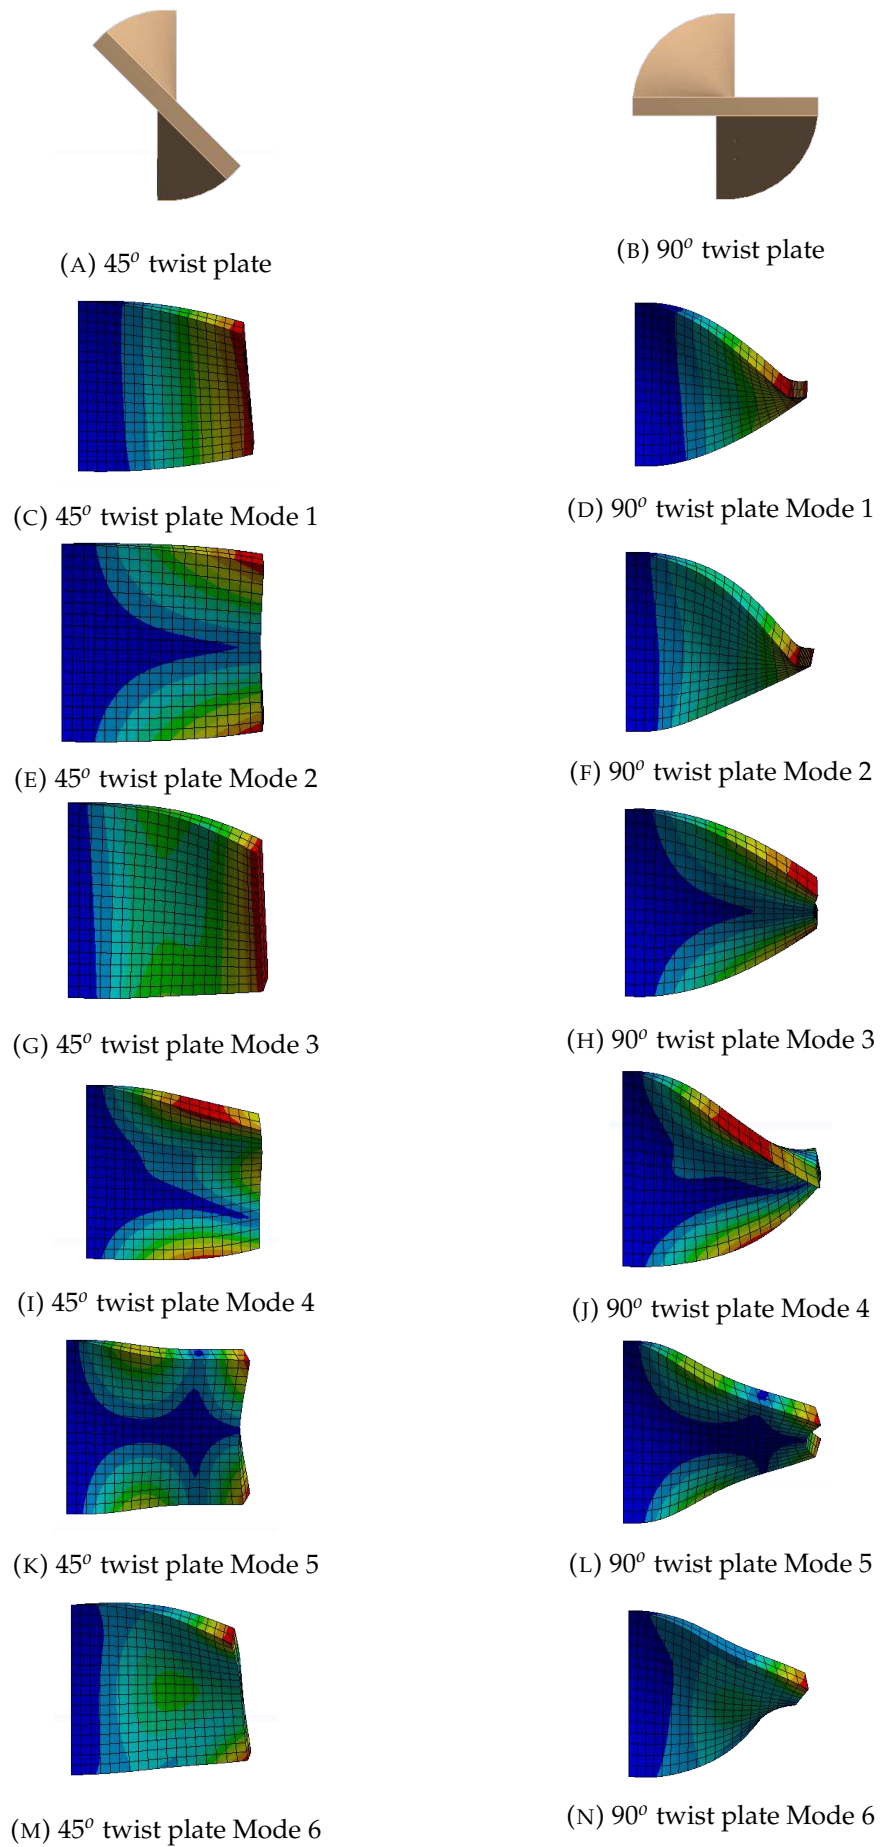 (A) 45° twist plate
(B) 90° twist plate
(C) 45° twist plate Mode 1
(D) 90° twist plate Mode 1
(E) 45° twist plate Mode 2
(F) 90° twist plate Mode 2
(G) 45° twist plate Mode 3
(H) 90° twist plate Mode 3
(I) 45° twist plate Mode 4
(J) 90° twist plate Mode 4
(K) 45° twist plate Mode 5
(L) 90° twist plate Mode 5
(M) 45° twist plate Mode 6
(N) 90° twist plate Mode 6